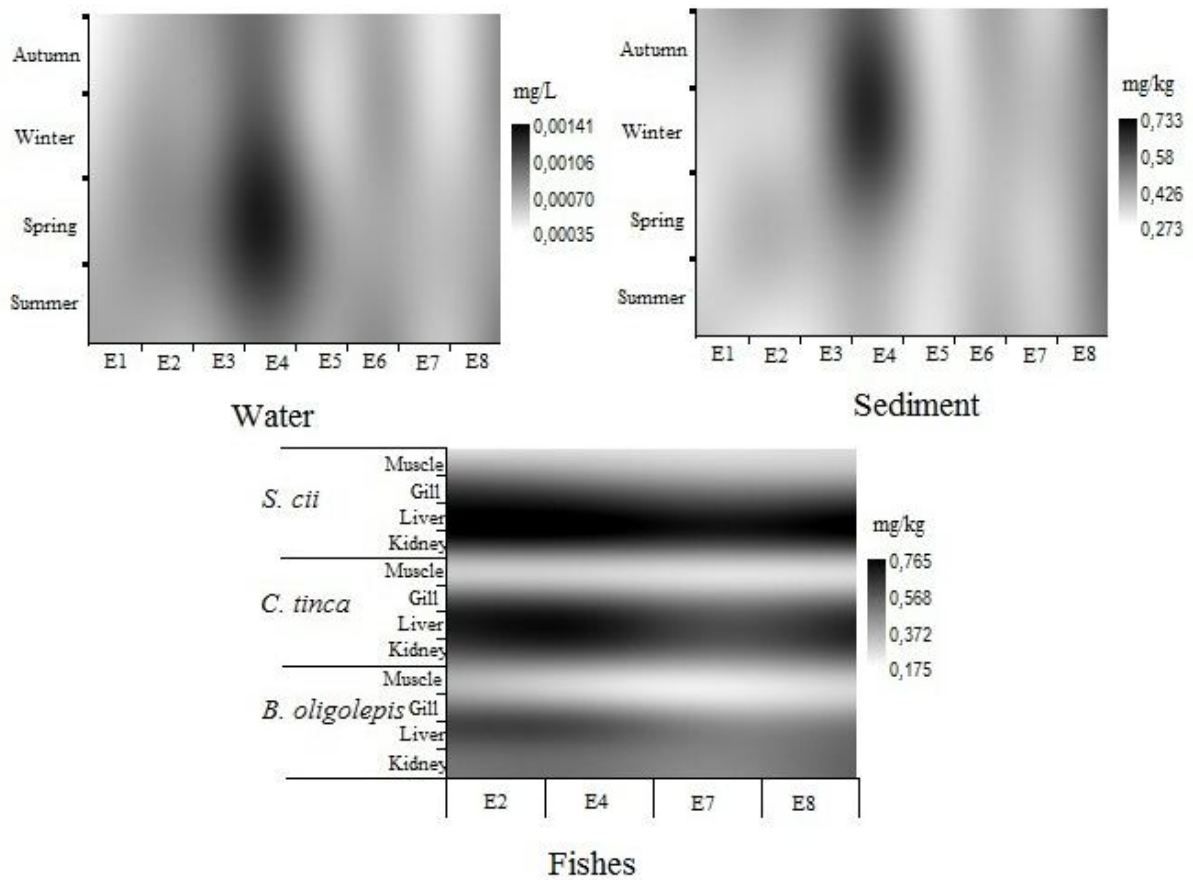 Autumn
Winter
Spring
Summer
E1 E2 E3 E4 E5 E6 E7 E8
mg/L
0,00141
0,00106
0,00070
0,00035
Water
Autumn
Winter
Spring
Summer
E1 E2 E3 E4 E5 E6 E7 E8
mg/kg
0,733
0,58
0,426
0,273
Sediment
S. cii
Muscle
Gill
Liver
Kidney
C. tinca
Muscle
Gill
Liver
Kidney
B. oligolepis
Muscle
Gill
Liver
Kidney
E2 E4 E7 E8
mg/kg
0,765
0,568
0,372
0,175
Fishes